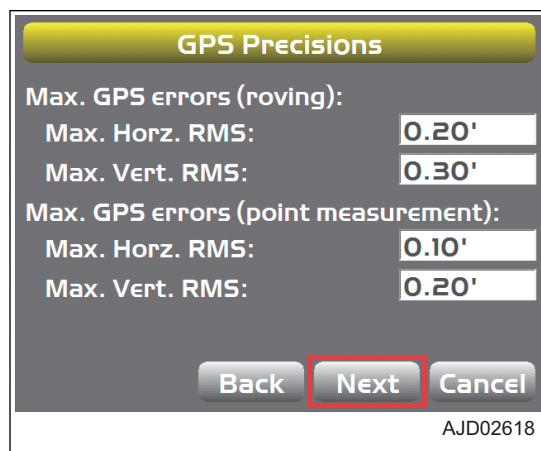 GPS Precisions
Max. GPS errors (roving):
Max. Horz. RMS: 0.20'
Max. Vert. RMS: 0.30'
Max. GPS errors (point measurement):
Max. Horz. RMS: 0.10'
Max. Vert. RMS: 0.20'
Back Next Cancel
AJD02618